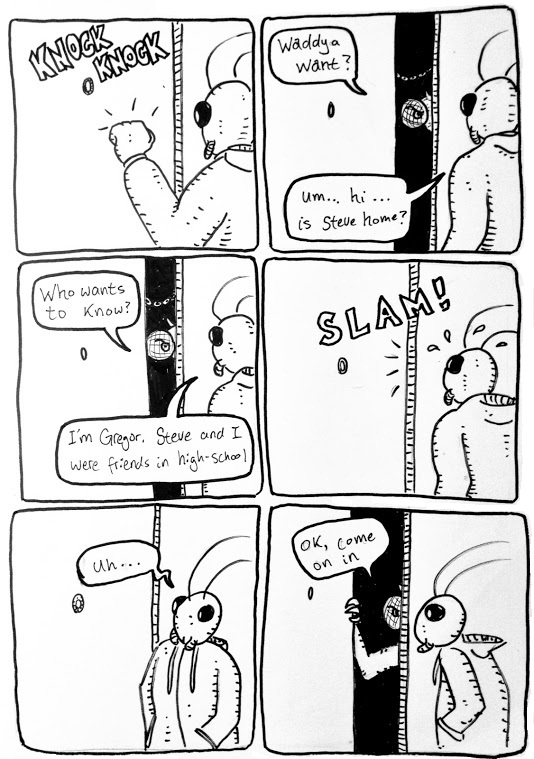 KNOCK
KNOCK
Waddya
want?
um... hi...
is Steve home?
Who wants
to know?
I'm Gregor. Steve and I
were friends in high-school
SLAM!
uh...
OK, come
on in